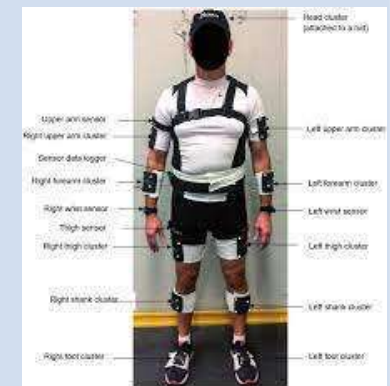 Head cluster
(attached to a hat)
Upper arm sensor
Right upper arm cluster
Left upper arm cluster
Sensor data logger
Right forearm cluster
Left forearm cluster
Right wrist sensor
Left wrist sensor
Thigh sensor
Right thigh cluster
Left thigh cluster
Right shank cluster
Left shank cluster
Right foot cluster
Left foot cluster